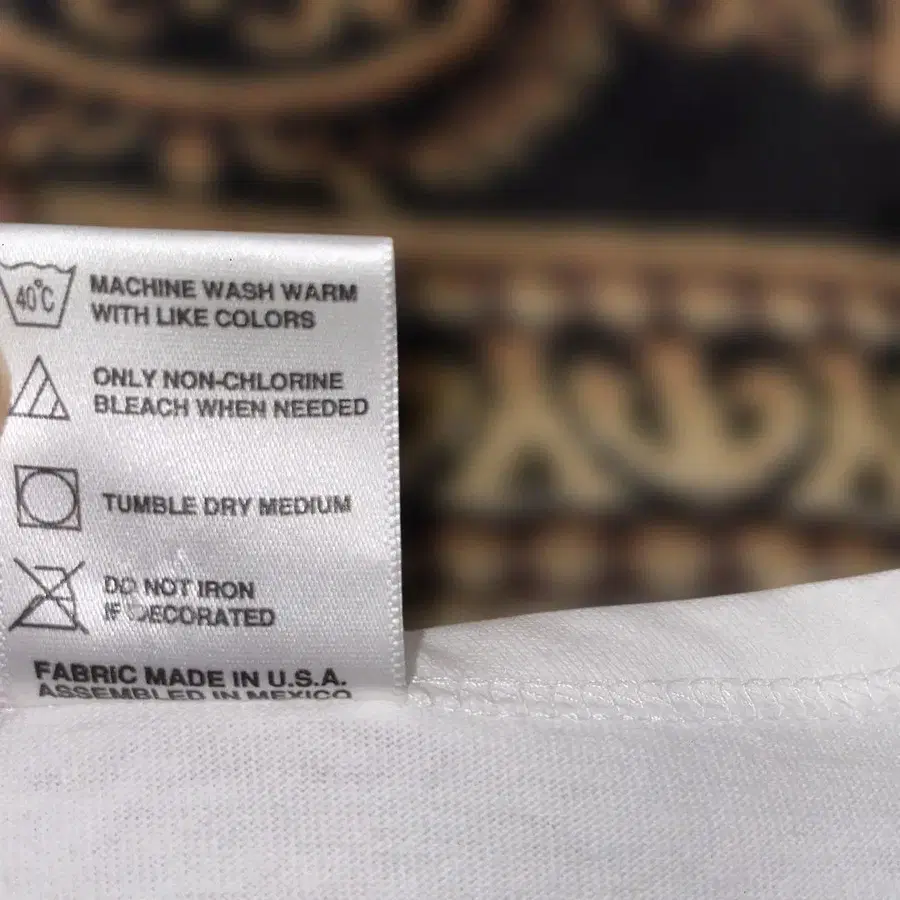 40°C
MACHINE WASH WARM
WITH LIKE COLORS
ONLY NON-CHLORINE
BLEACH WHEN NEEDED
TUMBLE DRY MEDIUM
DO NOT IRON
IF DECORATED
FABRIC MADE IN U.S.A.
ASSEMBLED IN MEXICO